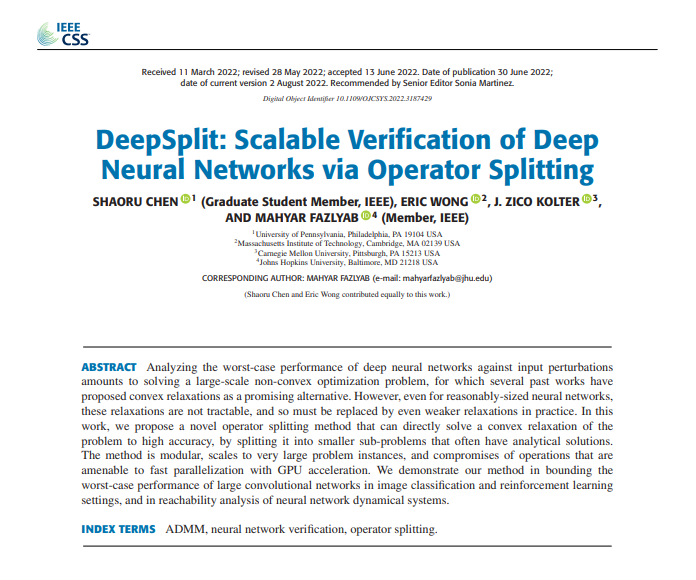 IEEE
CSS
Received 11 March 2022; revised 28 May 2022; accepted 13 June 2022. Date of publication 30 June 2022;
date of current version 2 August 2022. Recommended by Senior Editor Sonia Martinez.
Digital Object Identifier 10.1109/OJCSYS.2022.3187429
DeepSplit: Scalable Verification of Deep
Neural Networks via Operator Splitting
SHAORU CHEN iD 1 (Graduate Student Member, IEEE), ERIC WONG iD 2, J. ZICO KOLTER iD 3,
AND MAHYAR FAZLYAB iD 4 (Member, IEEE)
1University of Pennsylvania, Philadelphia, PA 19104 USA
2Massachusetts Institute of Technology, Cambridge, MA 02139 USA
3Carnegie Mellon University, Pittsburgh, PA 15213 USA
4Johns Hopkins University, Baltimore, MD 21218 USA
CORRESPONDING AUTHOR: MAHYAR FAZLYAB (e-mail: mahyarfazlyab@jhu.edu)
(Shaoru Chen and Eric Wong contributed equally to this work.)
ABSTRACT Analyzing the worst-case performance of deep neural networks against input perturbations
amounts to solving a large-scale non-convex optimization problem, for which several past works have
proposed convex relaxations as a promising alternative. However, even for reasonably-sized neural networks,
these relaxations are not tractable, and so must be replaced by even weaker relaxations in practice. In this
work, we propose a novel operator splitting method that can directly solve a convex relaxation of the
problem to high accuracy, by splitting it into smaller sub-problems that often have analytical solutions.
The method is modular, scales to very large problem instances, and compromises of operations that are
amenable to fast parallelization with GPU acceleration. We demonstrate our method in bounding the
worst-case performance of large convolutional networks in image classification and reinforcement learning
settings, and in reachability analysis of neural network dynamical systems.
INDEX TERMS ADMM, neural network verification, operator splitting.